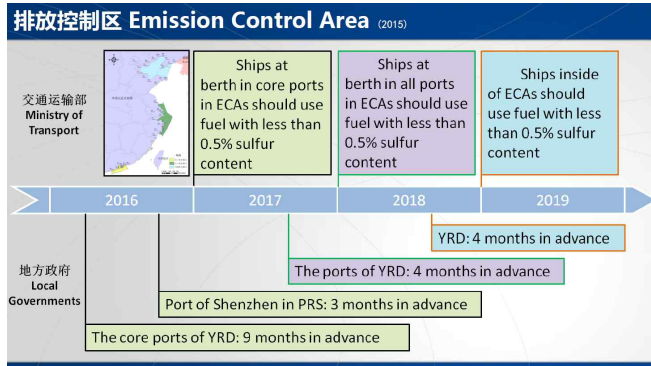 排放控制区 Emission Control Area (2015)
交通运输部
Ministry of
Transport
Ships at
berth in core ports
in ECAs should use
fuel with less than
0.5% sulfur
content
Ships at
berth in all ports
in ECAs should use
fuel with less than
0.5% sulfur
content
Ships inside
of ECAs should
use fuel with less
than 0.5% sulfur
content
2016
2017
2018
2019
地方政府
Local
Governments
YRD: 4 months in advance
The ports of YRD: 4 months in advance
Port of Shenzhen in PRS: 3 months in advance
The core ports of YRD: 9 months in advance